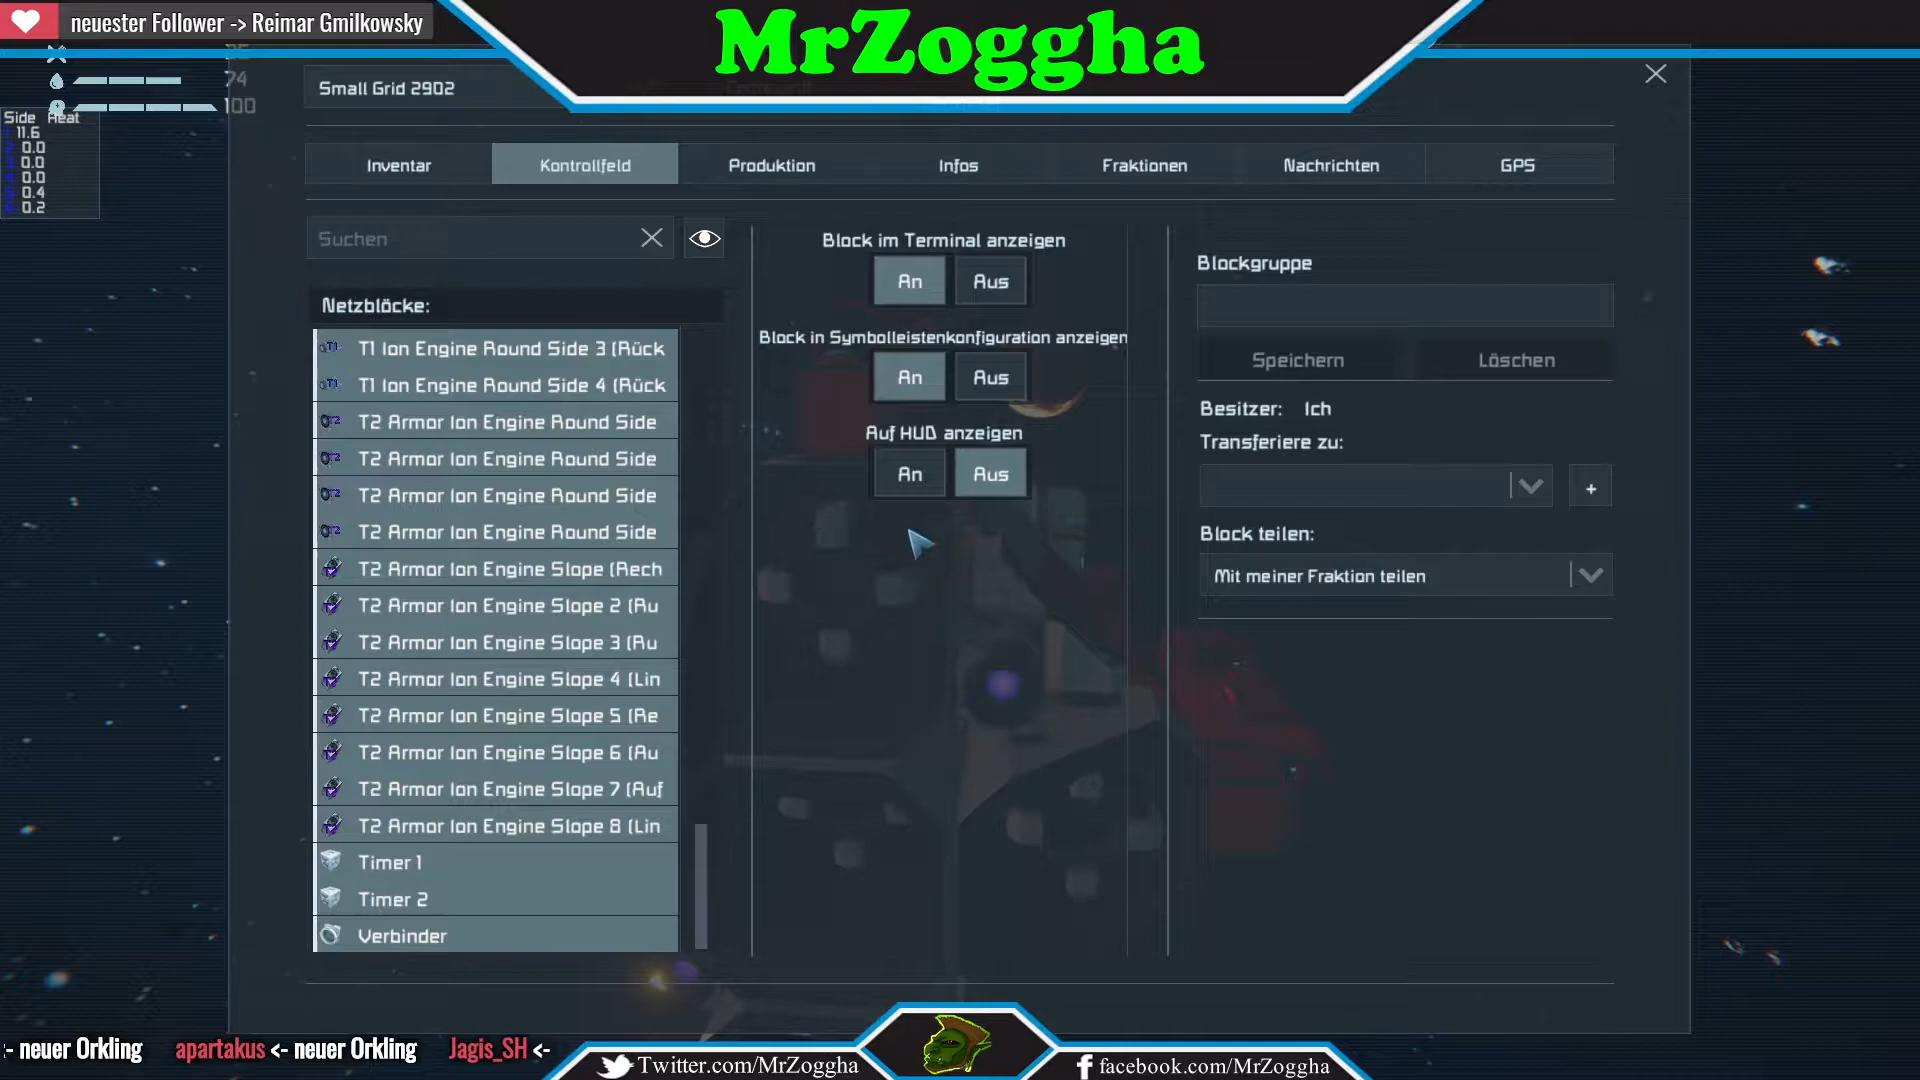 neuester Follower -> Reimar Gmilkowsky
MrZoggha
74
100
Side Heat
11.6
0.0
0.0
0.0
0.4
0.2
Small Grid 2902
Inventar
Kontrollfeld
Produktion
Infos
Fraktionen
Nachrichten
GPS
Suchen
Netzblöcke:
T1 Ion Engine Round Side 3 (Rück
T1 Ion Engine Round Side 4 (Rück
T2 Armor Ion Engine Round Side
T2 Armor Ion Engine Round Side
T2 Armor Ion Engine Round Side
T2 Armor Ion Engine Round Side
T2 Armor Ion Engine Slope (Rech
T2 Armor Ion Engine Slope 2 (Au
T2 Armor Ion Engine Slope 3 (Au
T2 Armor Ion Engine Slope 4 (Lin
T2 Armor Ion Engine Slope 5 (Re
T2 Armor Ion Engine Slope 6 (Au
T2 Armor Ion Engine Slope 7 (Auf
T2 Armor Ion Engine Slope 8 (Lin
Timer 1
Timer 2
Verbinder
Block im Terminal anzeigen
An Aus
Block in Symbolleistenkonfiguration anzeigen
An Aus
Auf HUD anzeigen
An Aus
Blockgruppe
Speichern Löschen
Besitzer: Ich
Transferiere zu:
+
Block teilen:
Mit meiner Fraktion teilen
- neuer Orkling apartakus <- neuer Orkling Jagis_SH <-
Twitter.com/MrZoggha
facebook.com/MrZoggha